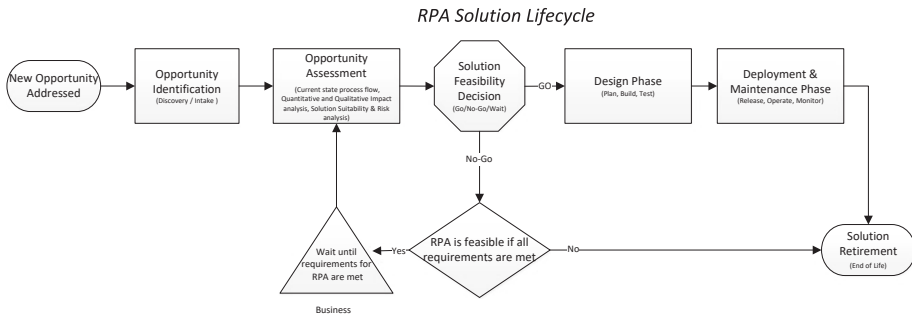 RPA Solution Lifecycle
New Opportunity
Addressed
Opportunity
Identification
(Discovery / Intake )
Opportunity
Assessment
(Current state process flow,
Quantitative and Qualitative Impact
analysis, Solution Suitability & Risk
analysis)
Solution
Feasibility
Decision
(Go/No-Go/Wait)
GO
Design Phase
(Plan, Build, Test)
Deployment &
Maintenance Phase
(Release, Operate, Monitor)
No-Go
Wait until
requirements for
RPA are met
Yes
RPA is feasible if all
requirements are met
No
Solution
Retirement
(End of Life)
Business